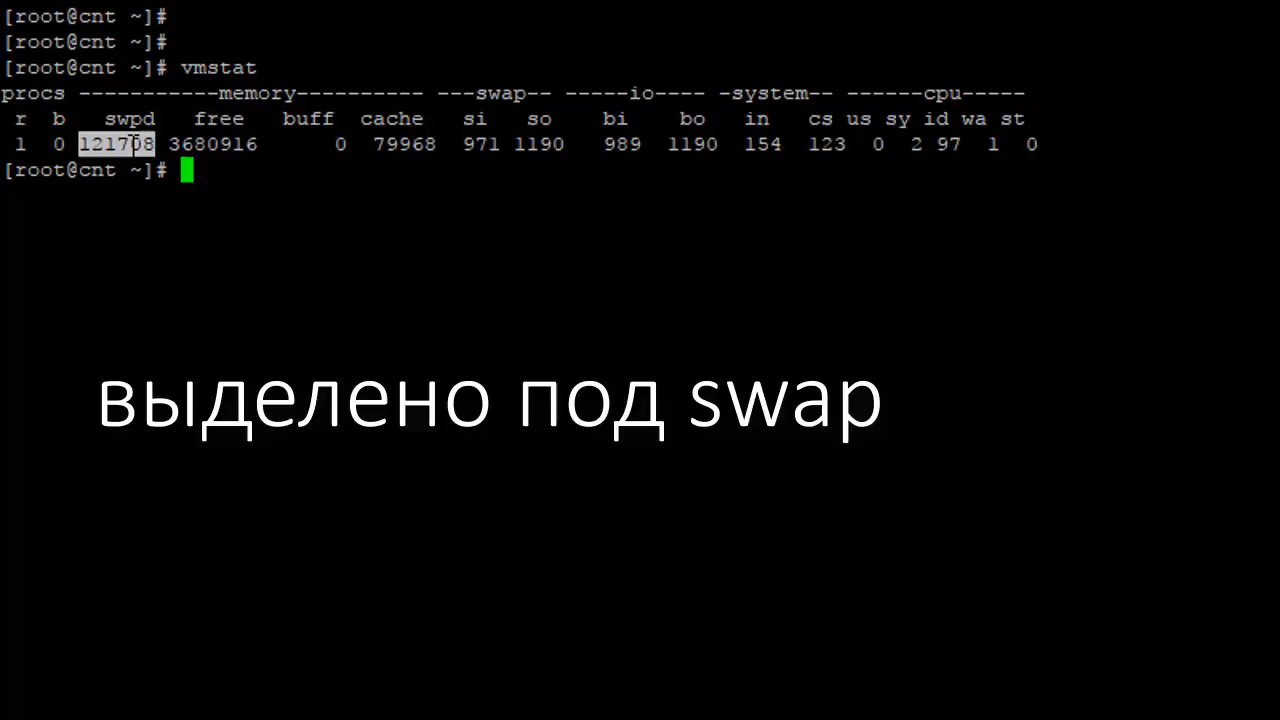 [root@cnt ~]#
[root@cnt ~]#
[root@cnt ~]# vmstat
procs -----------memory---------- ---swap-- -----io---- -system-- ------cpu-----
 r  b   swpd   free   buff  cache   si   so    bi    bo   in   cs us sy id wa st
 1  0 121708 3680916      0  79968  971 1190   989  1190  154  123  0  2 97  1  0
[root@cnt ~]#
выделено под swap